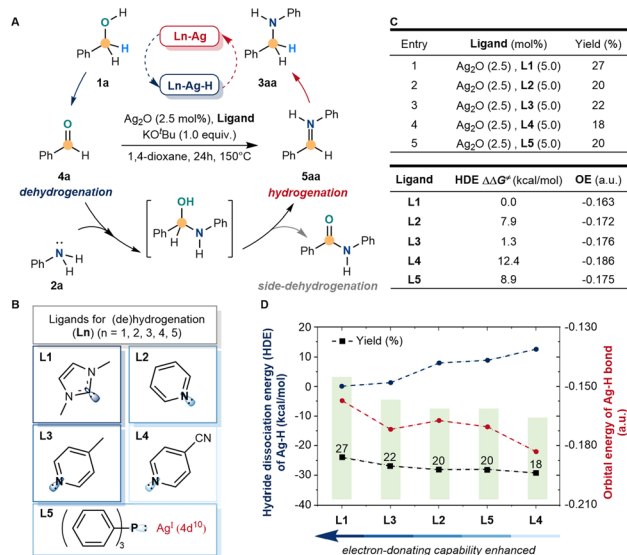 A
OH
Ph
H
H
1a
Ln-Ag
Ln-Ag-H
HN
Ph
Ph
H
H
3aa
O
Ph
H
4a
dehydrogenation
Ag2O (2.5 mol%), Ligand
KOtBu (1.0 equiv.)
1,4-dioxane, 24h, 150°C
H
N
Ph
Ph
H
5aa
hydrogenation
OH
Ph
H
N
H
Ph
O
Ph
N
H
Ph
side-dehydrogenation
Ph
N
H
H
2a
B
Ligands for (de)hydrogenation
(Ln) (n = 1, 2, 3, 4, 5)
L1
N
N
L2
N
L3
N
L4
CN
N
L5
P:
3
AgI (4d10)
C
Entry Ligand (mol%) Yield (%)
1 Ag2O (2.5) , L1 (5.0) 27
2 Ag2O (2.5) , L2 (5.0) 20
3 Ag2O (2.5) , L3 (5.0) 22
4 Ag2O (2.5) , L4 (5.0) 18
5 Ag2O (2.5) , L5 (5.0) 20
Ligand HDE ΔΔG≠ (kcal/mol) OE (a.u.)
L1 0.0 -0.163
L2 7.9 -0.172
L3 1.3 -0.176
L4 12.4 -0.186
L5 8.9 -0.175
D
Hydride dissociation energy (HDE)
of Ag-H (kcal/mol)
20
10
0
-10
-20
-30
-40
Yield (%)
27
22
20
20
18
-0.130
-0.150
-0.180
-0.210
Orbital energy of Ag-H bond
(a.u.)
L1 L3 L2 L5 L4
electron-donating capability enhanced